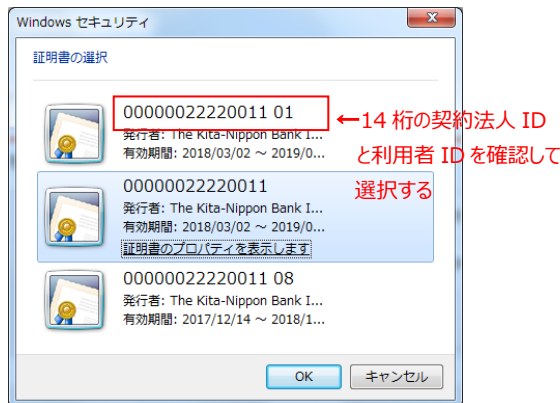 Windows セキュリティ
証明書の選択
00000022220011 01
発行者: The Kita-Nippon Bank I...
有効期間: 2018/03/02 ～ 2019/0...
←14 桁の契約法人 ID
と利用者 ID を確認して
選択する
00000022220011
発行者: The Kita-Nippon Bank I...
有効期間: 2018/03/02 ～ 2019/0...
証明書のプロパティを表示します
00000022220011 08
発行者: The Kita-Nippon Bank I...
有効期間: 2017/12/14 ～ 2018/1...
OK
キャンセル